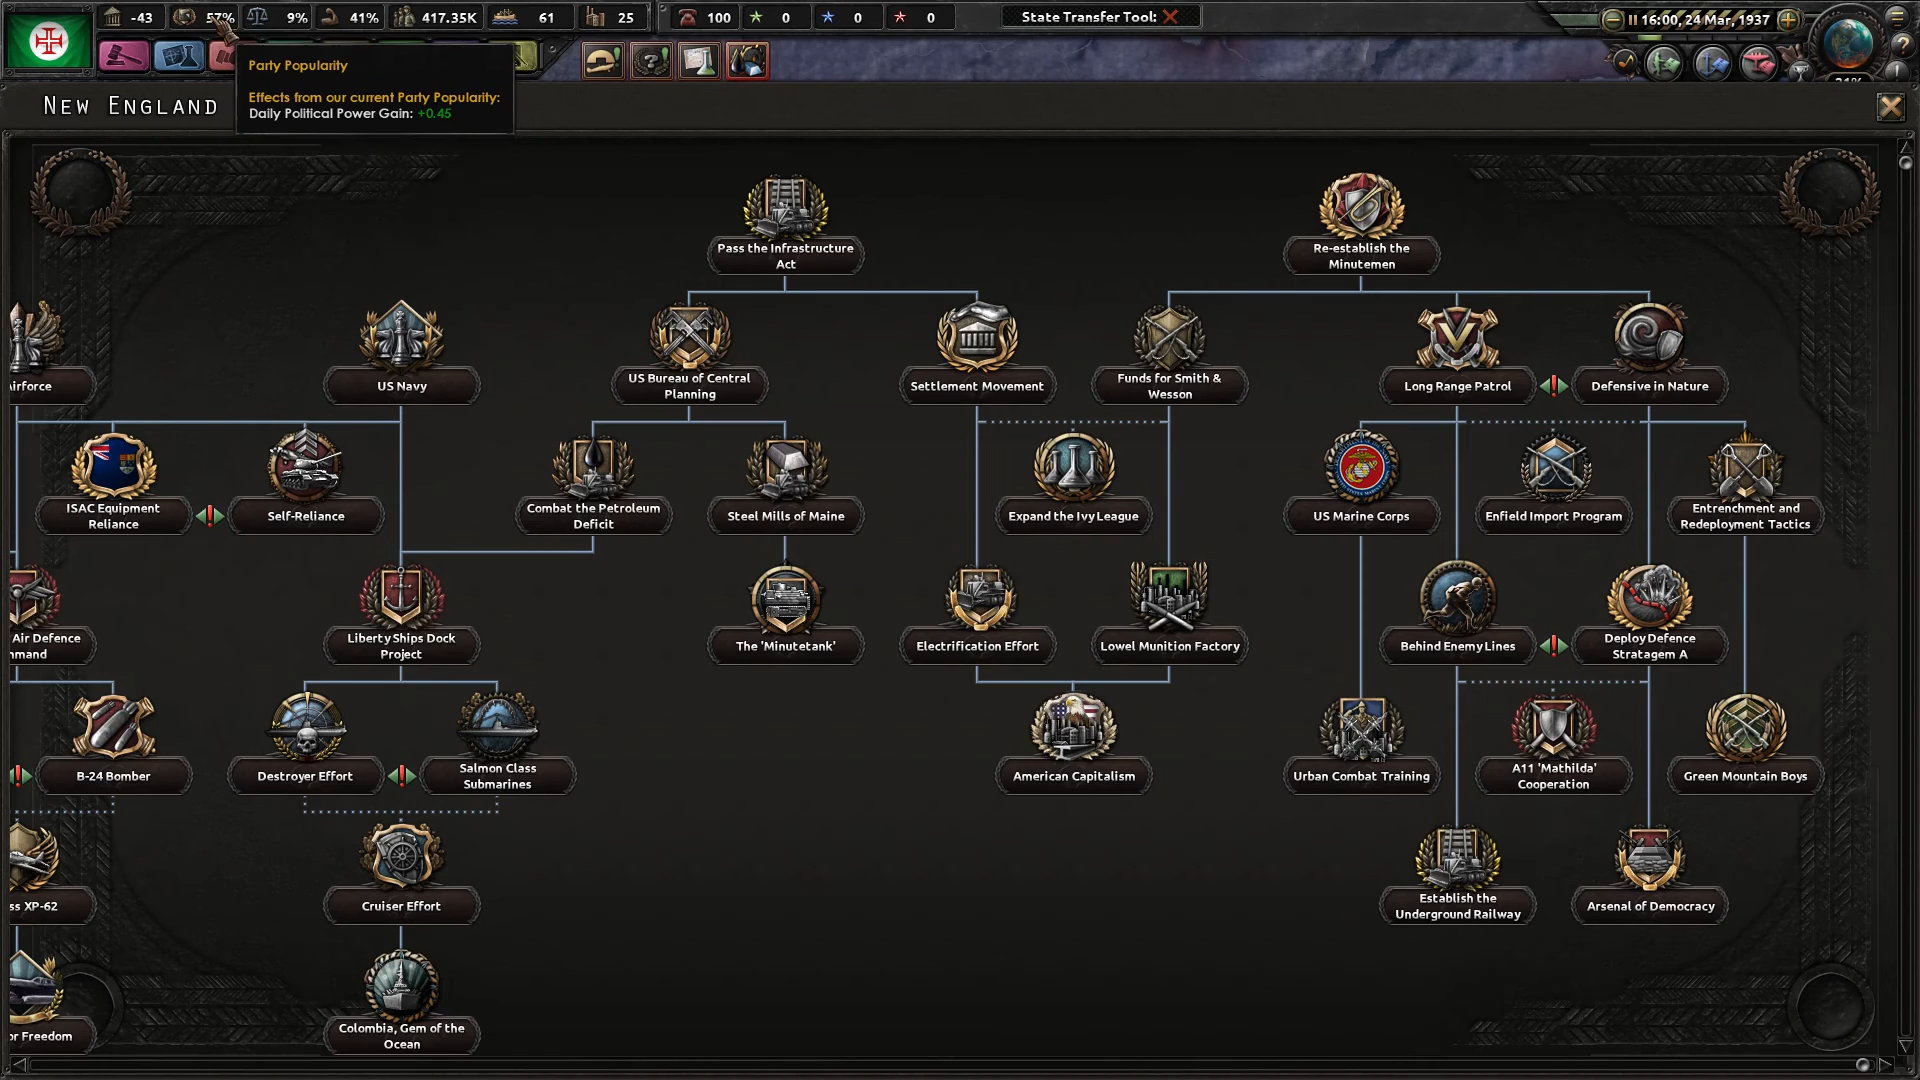 -43 57% 9% 41% 417.35K 61 25 100 0 0 0 State Transfer Tool: 16:00, 24 Mar, 1937
21%
Party Popularity
Effects from our current Party Popularity:
Daily Political Power Gain: +0.45
New England
Pass the Infrastructure
Act
Re-establish the
Minutemen
Airforce
US Navy
US Bureau of Central
Planning
Settlement Movement
Funds for Smith &
Wesson
Long Range Patrol
Defensive in Nature
ISAC Equipment
Reliance
Self-Reliance
Combat the Petroleum
Deficit
Steel Mills of Maine
Expand the Ivy League
US Marine Corps
Enfield Import Program
Entrenchment and
Redeployment Tactics
Air Defence
mmand
Liberty Ships Dock
Project
The 'Minutetank'
Electrification Effort
Lowel Munition Factory
Behind Enemy Lines
Deploy Defence
Stratagem A
B-24 Bomber
Destroyer Effort
Salmon Class
Submarines
American Capitalism
Urban Combat Training
A11 'Mathilda'
Cooperation
Green Mountain Boys
ss XP-62
Cruiser Effort
Establish the
Underground Railway
Arsenal of Democracy
or Freedom
Colombia, Gem of the
Ocean